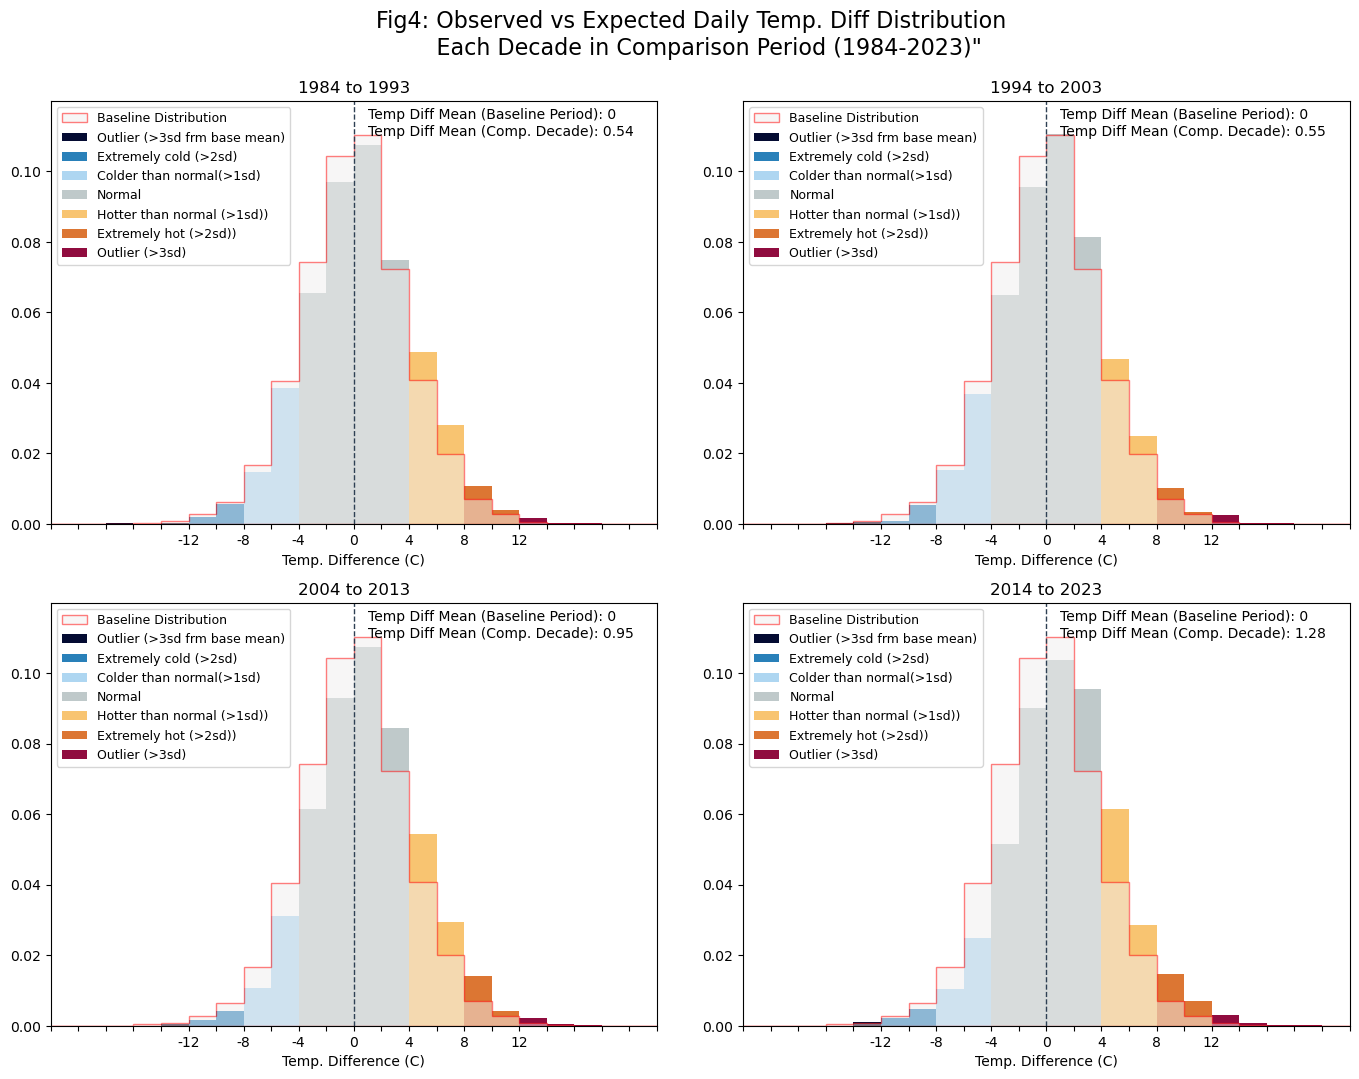 Fig4: Observed vs Expected Daily Temp. Diff Distribution
Each Decade in Comparison Period (1984-2023)"
1984 to 1993
Baseline Distribution
Outlier (>3sd frm base mean)
Extremely cold (>2sd)
Colder than normal(>1sd)
Normal
Hotter than normal (>1sd))
Extremely hot (>2sd))
Outlier (>3sd)
Temp Diff Mean (Baseline Period): 0
Temp Diff Mean (Comp. Decade): 0.54
0.10
0.08
0.06
0.04
0.02
0.00
-12 -8 -4 0 4 8 12
Temp. Difference (C)
1994 to 2003
Baseline Distribution
Outlier (>3sd frm base mean)
Extremely cold (>2sd)
Colder than normal(>1sd)
Normal
Hotter than normal (>1sd))
Extremely hot (>2sd))
Outlier (>3sd)
Temp Diff Mean (Baseline Period): 0
Temp Diff Mean (Comp. Decade): 0.55
0.10
0.08
0.06
0.04
0.02
0.00
-12 -8 -4 0 4 8 12
Temp. Difference (C)
2004 to 2013
Baseline Distribution
Outlier (>3sd frm base mean)
Extremely cold (>2sd)
Colder than normal(>1sd)
Normal
Hotter than normal (>1sd))
Extremely hot (>2sd))
Outlier (>3sd)
Temp Diff Mean (Baseline Period): 0
Temp Diff Mean (Comp. Decade): 0.95
0.10
0.08
0.06
0.04
0.02
0.00
-12 -8 -4 0 4 8 12
Temp. Difference (C)
2014 to 2023
Baseline Distribution
Outlier (>3sd frm base mean)
Extremely cold (>2sd)
Colder than normal(>1sd)
Normal
Hotter than normal (>1sd))
Extremely hot (>2sd))
Outlier (>3sd)
Temp Diff Mean (Baseline Period): 0
Temp Diff Mean (Comp. Decade): 1.28
0.10
0.08
0.06
0.04
0.02
0.00
-12 -8 -4 0 4 8 12
Temp. Difference (C)